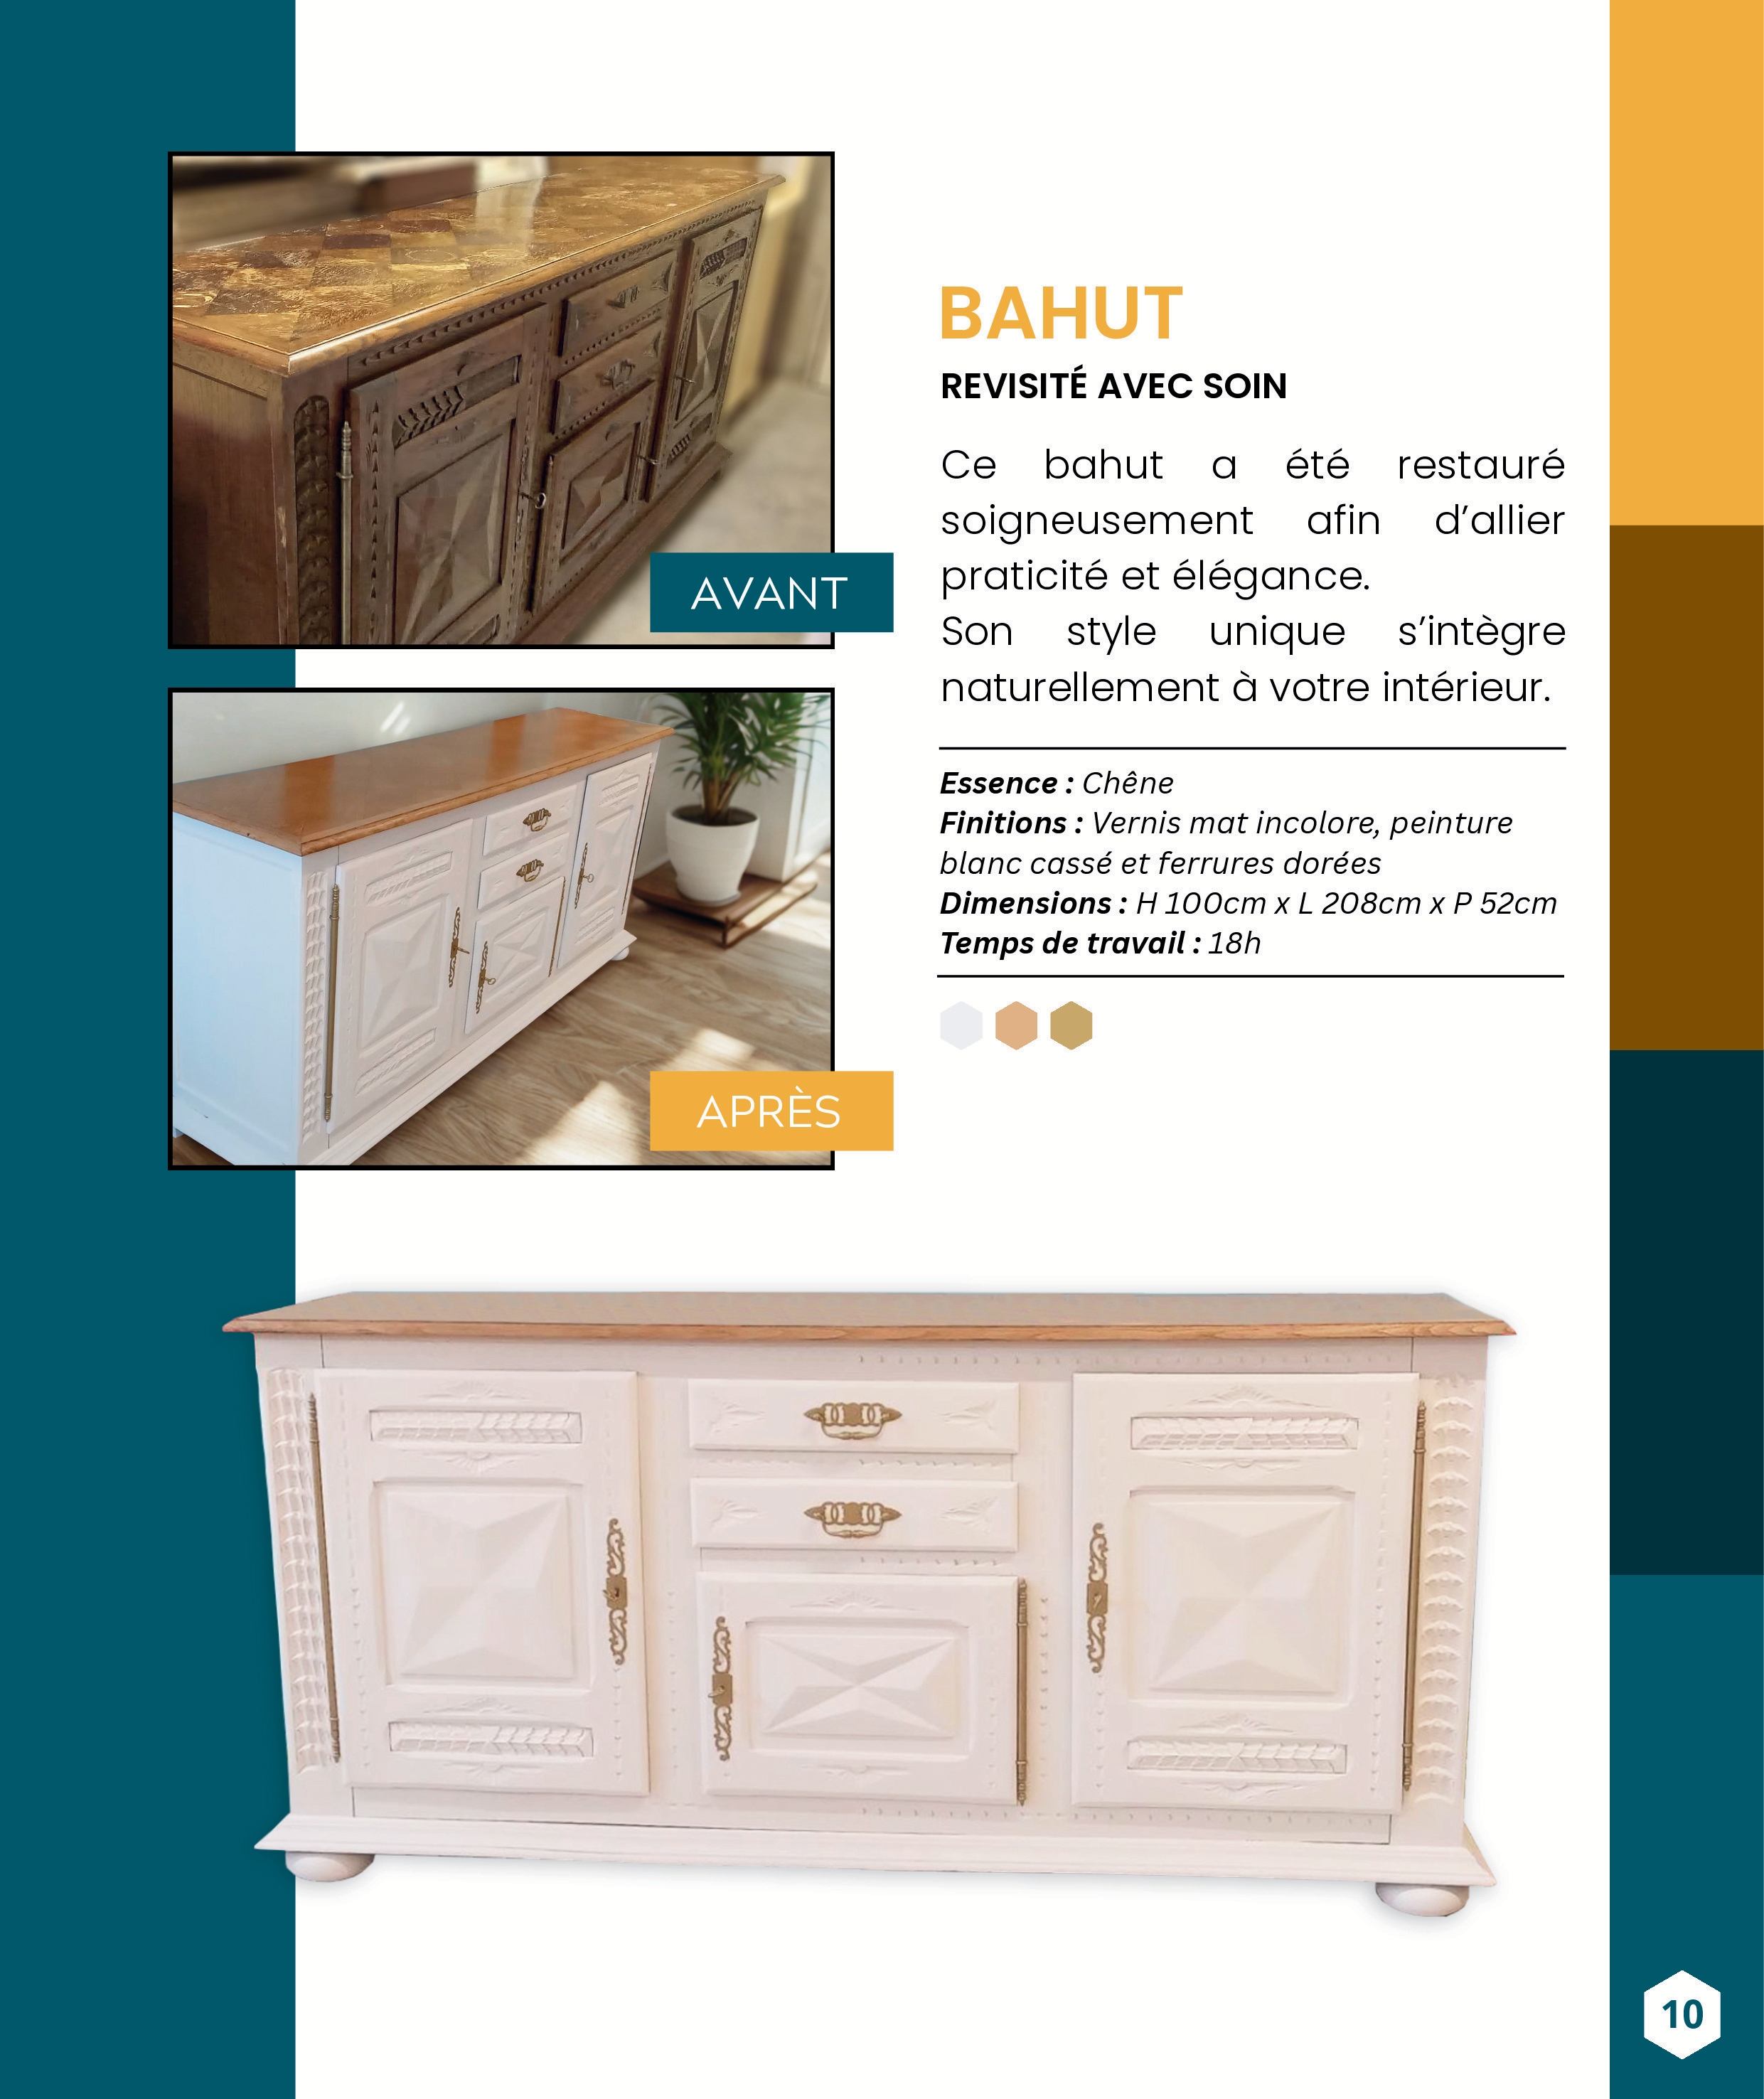 AVANT
APRÈS
BAHUT
REVISITÉ AVEC SOIN
Ce bahut a été restauré
soigneusement afin d’allier
praticité et élégance.
Son style unique s’intègre
naturellement à votre intérieur.
Essence : Chêne
Finitions : Vernis mat incolore, peinture
blanc cassé et ferrures dorées
Dimensions : H 100cm x L 208cm x P 52cm
Temps de travail : 18h
10